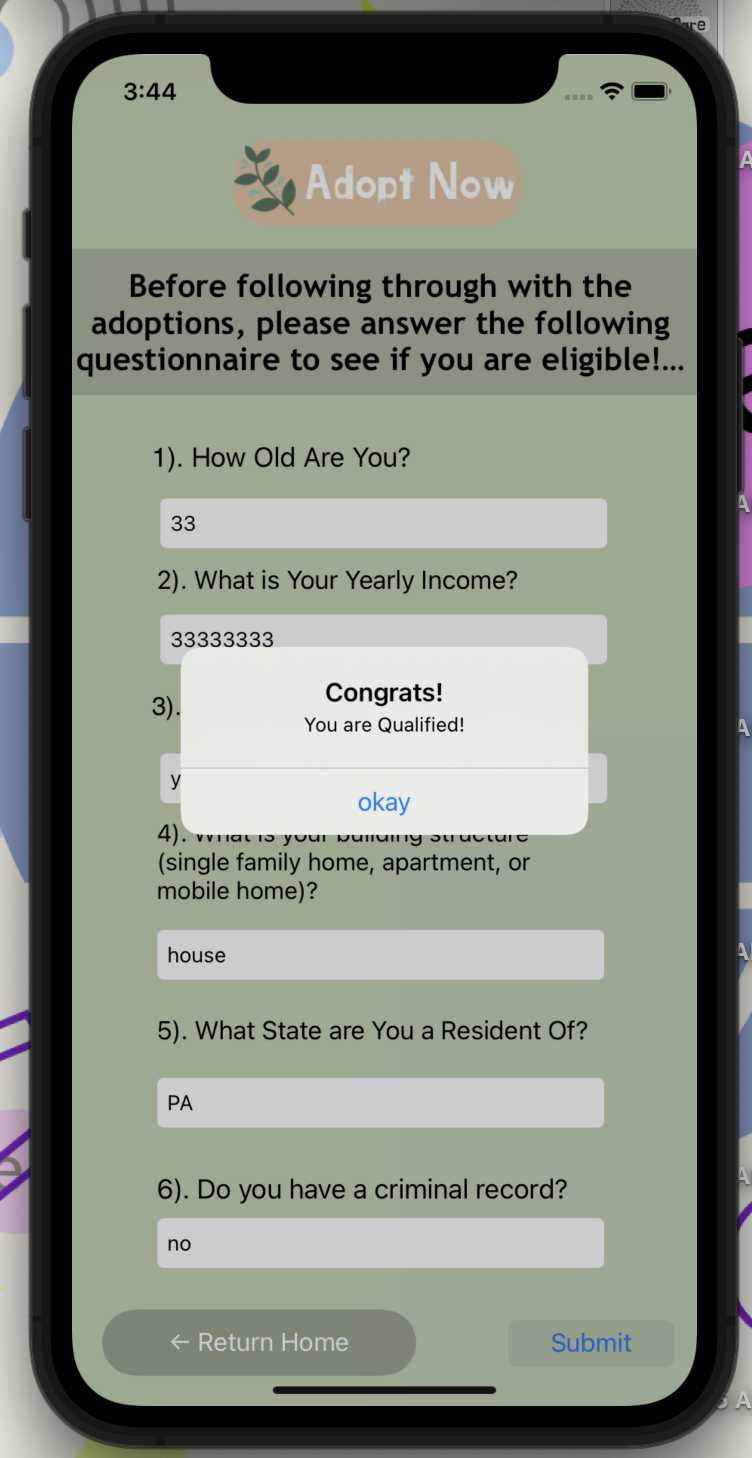 3:44
Adopt Now
Before following through with the
adoptions, please answer the following
questionnaire to see if you are eligible!...
1). How Old Are You?
33
2). What is Your Yearly Income?
33333333
3).
Congrats!
You are Qualified!
okay
4). What is your building structure
(single family home, apartment, or
mobile home)?
house
5). What State are You a Resident Of?
PA
6). Do you have a criminal record?
no
← Return Home
Submit